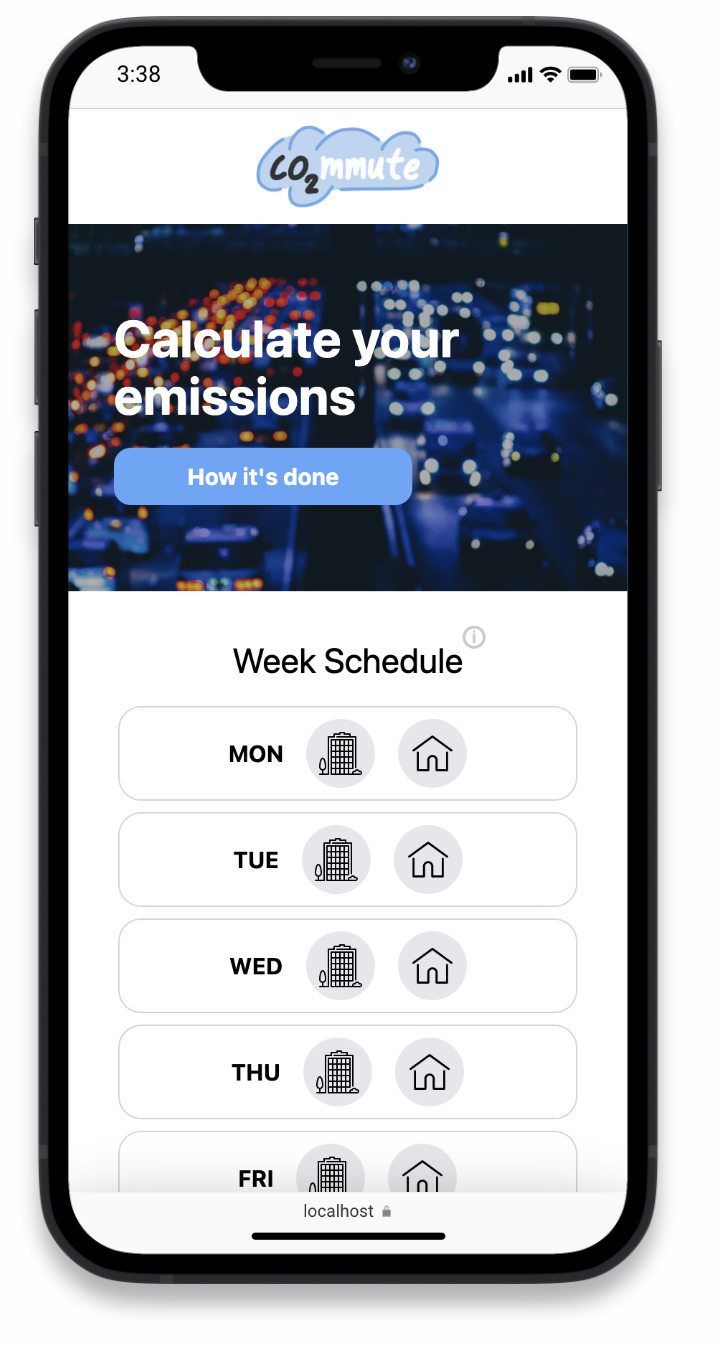 3:38
CO2mmute
Calculate your
emissions
How it's done
Week Schedule i
MON
TUE
WED
THU
FRI
localhost